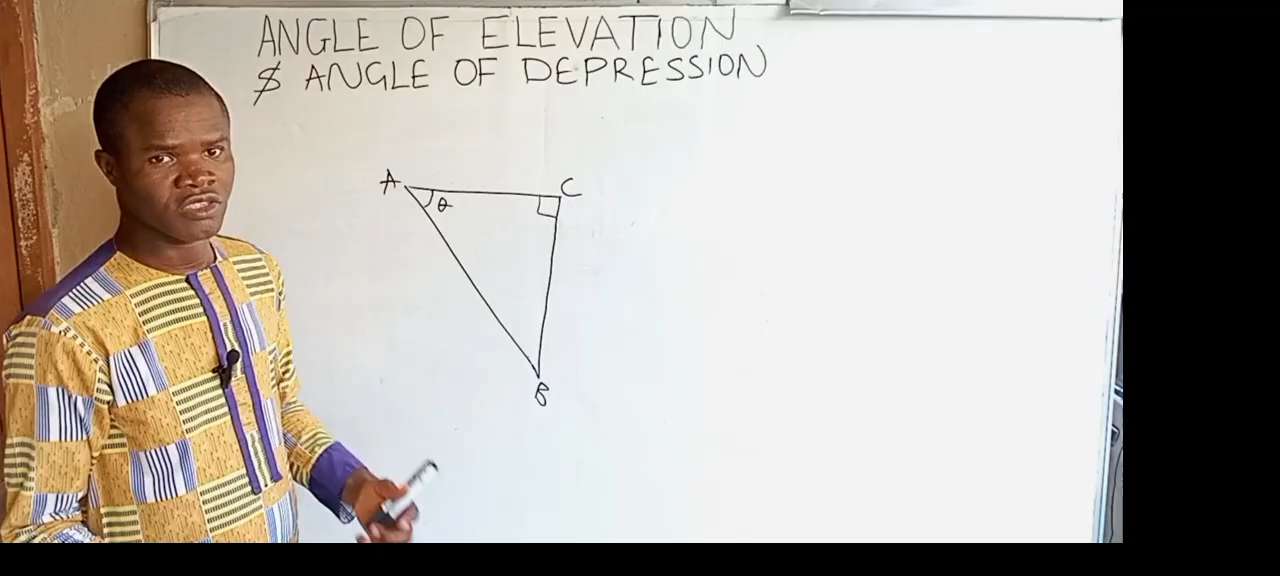 ANGLE OF ELEVATION
$ ANGLE OF DEPRESSION
A C
θ
B